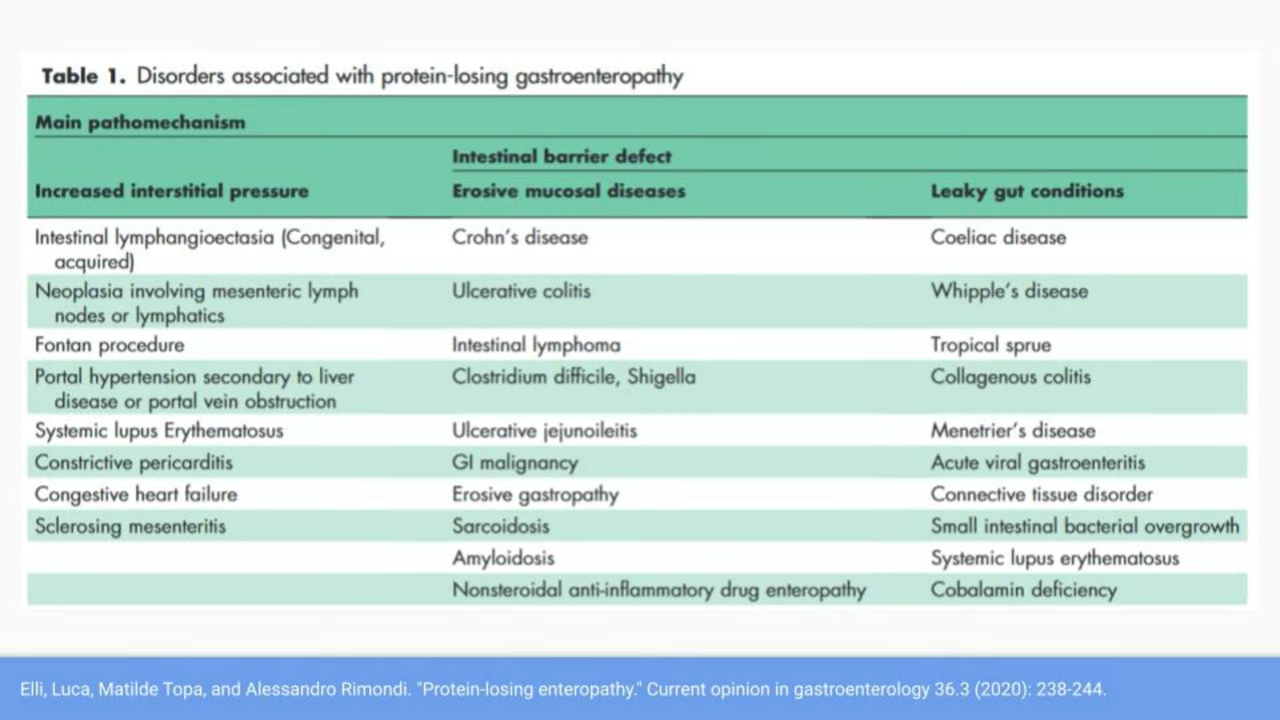 Table 1. Disorders associated with protein-losing gastroenteropathy
Main pathomechanism
Intestinal barrier defect
Increased interstitial pressure Erosive mucosal diseases Leaky gut conditions
Intestinal lymphangioectasia (Congenital, Crohn's disease Coeliac disease
acquired)
Neoplasia involving mesenteric lymph Ulcerative colitis Whipple's disease
nodes or lymphatics
Fontan procedure Intestinal lymphoma Tropical sprue
Portal hypertension secondary to liver Clostridium difficile, Shigella Collagenous colitis
disease or portal vein obstruction
Systemic lupus Erythematosus Ulcerative jejunoileitis Menetrier's disease
Constrictive pericarditis GI malignancy Acute viral gastroenteritis
Congestive heart failure Erosive gastropathy Connective tissue disorder
Sclerosing mesenteritis Sarcoidosis Small intestinal bacterial overgrowth
Amyloidosis Systemic lupus erythematosus
Nonsteroidal anti-inflammatory drug enteropathy Cobalamin deficiency
Elli, Luca, Matilde Topa, and Alessandro Rimondi. "Protein-losing enteropathy." Current opinion in gastroenterology 36.3 (2020): 238-244.